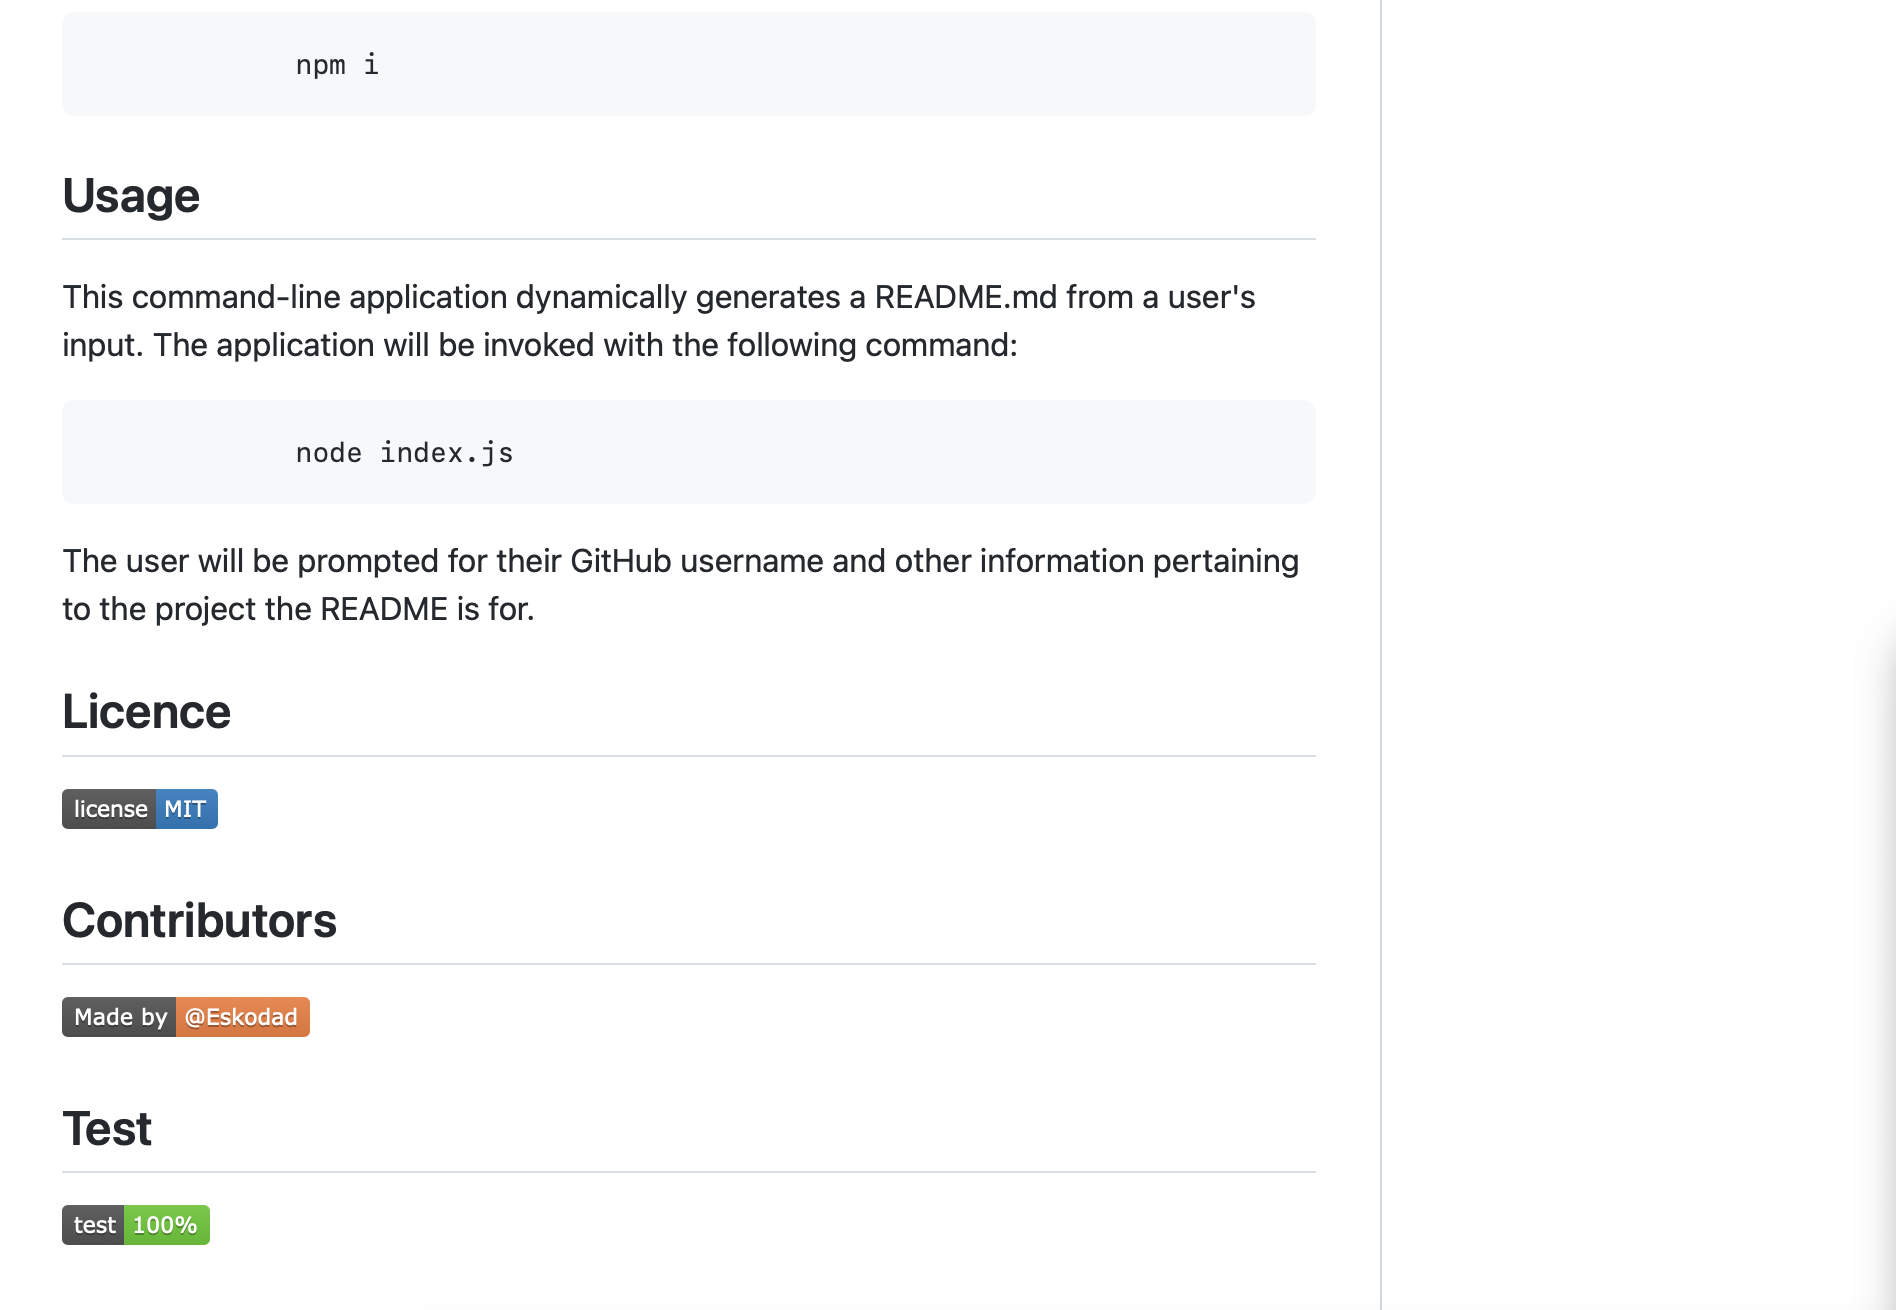 npm i
Usage
This command-line application dynamically generates a README.md from a user's
input. The application will be invoked with the following command:
node index.js
The user will be prompted for their GitHub username and other information pertaining
to the project the README is for.
Licence
license MIT
Contributors
Made by @Eskodad
Test
test 100%